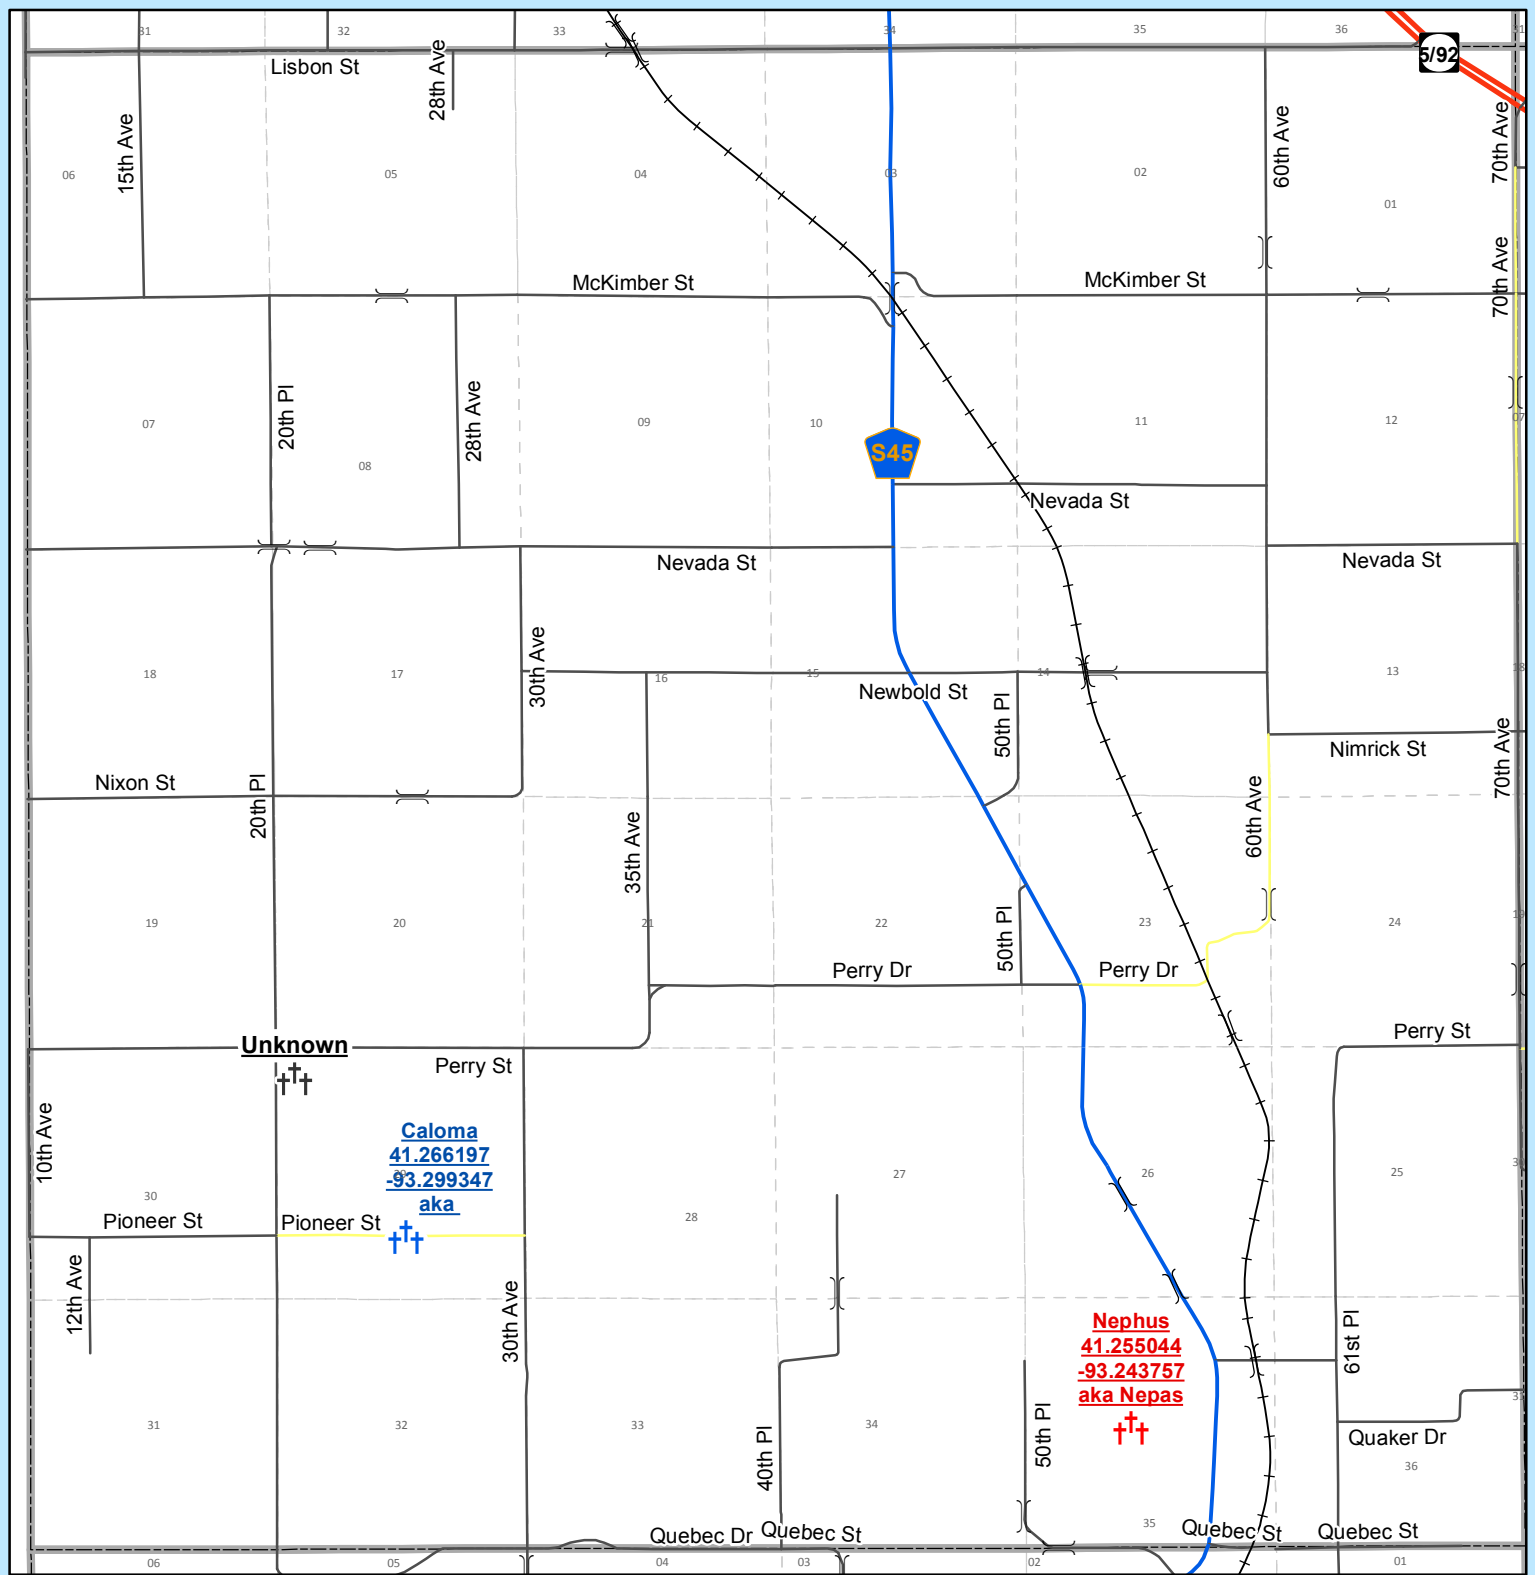 31
32
33
34
35
36
31
5/92
Lisbon St
28th Ave
15th Ave
60th Ave
70th Ave
06
05
04
03
02
01
70th Ave
McKimber St
McKimber St
20th Pl
28th Ave
07
08
09
10
11
12
07
S45
Nevada St
Nevada St
Nevada St
30th Ave
18
17
16
15
14
13
18
Newbold St
50th Pl
Nimrick St
70th Ave
Nixon St
20th Pl
35th Ave
60th Ave
19
20
21
22
23
24
19
50th Pl
Perry Dr
Perry Dr
Perry St
Unknown
Perry St
10th Ave
Caloma
41.266197
-93.299347
aka
30
29
28
27
26
25
30
Pioneer St
Pioneer St
12th Ave
30th Ave
61st Pl
Nephus
41.255044
-93.243757
aka Nepas
31
32
33
34
35
36
31
40th Pl
50th Pl
Quaker Dr
Quebec Dr
Quebec St
Quebec St
Quebec St
06
05
04
03
02
01